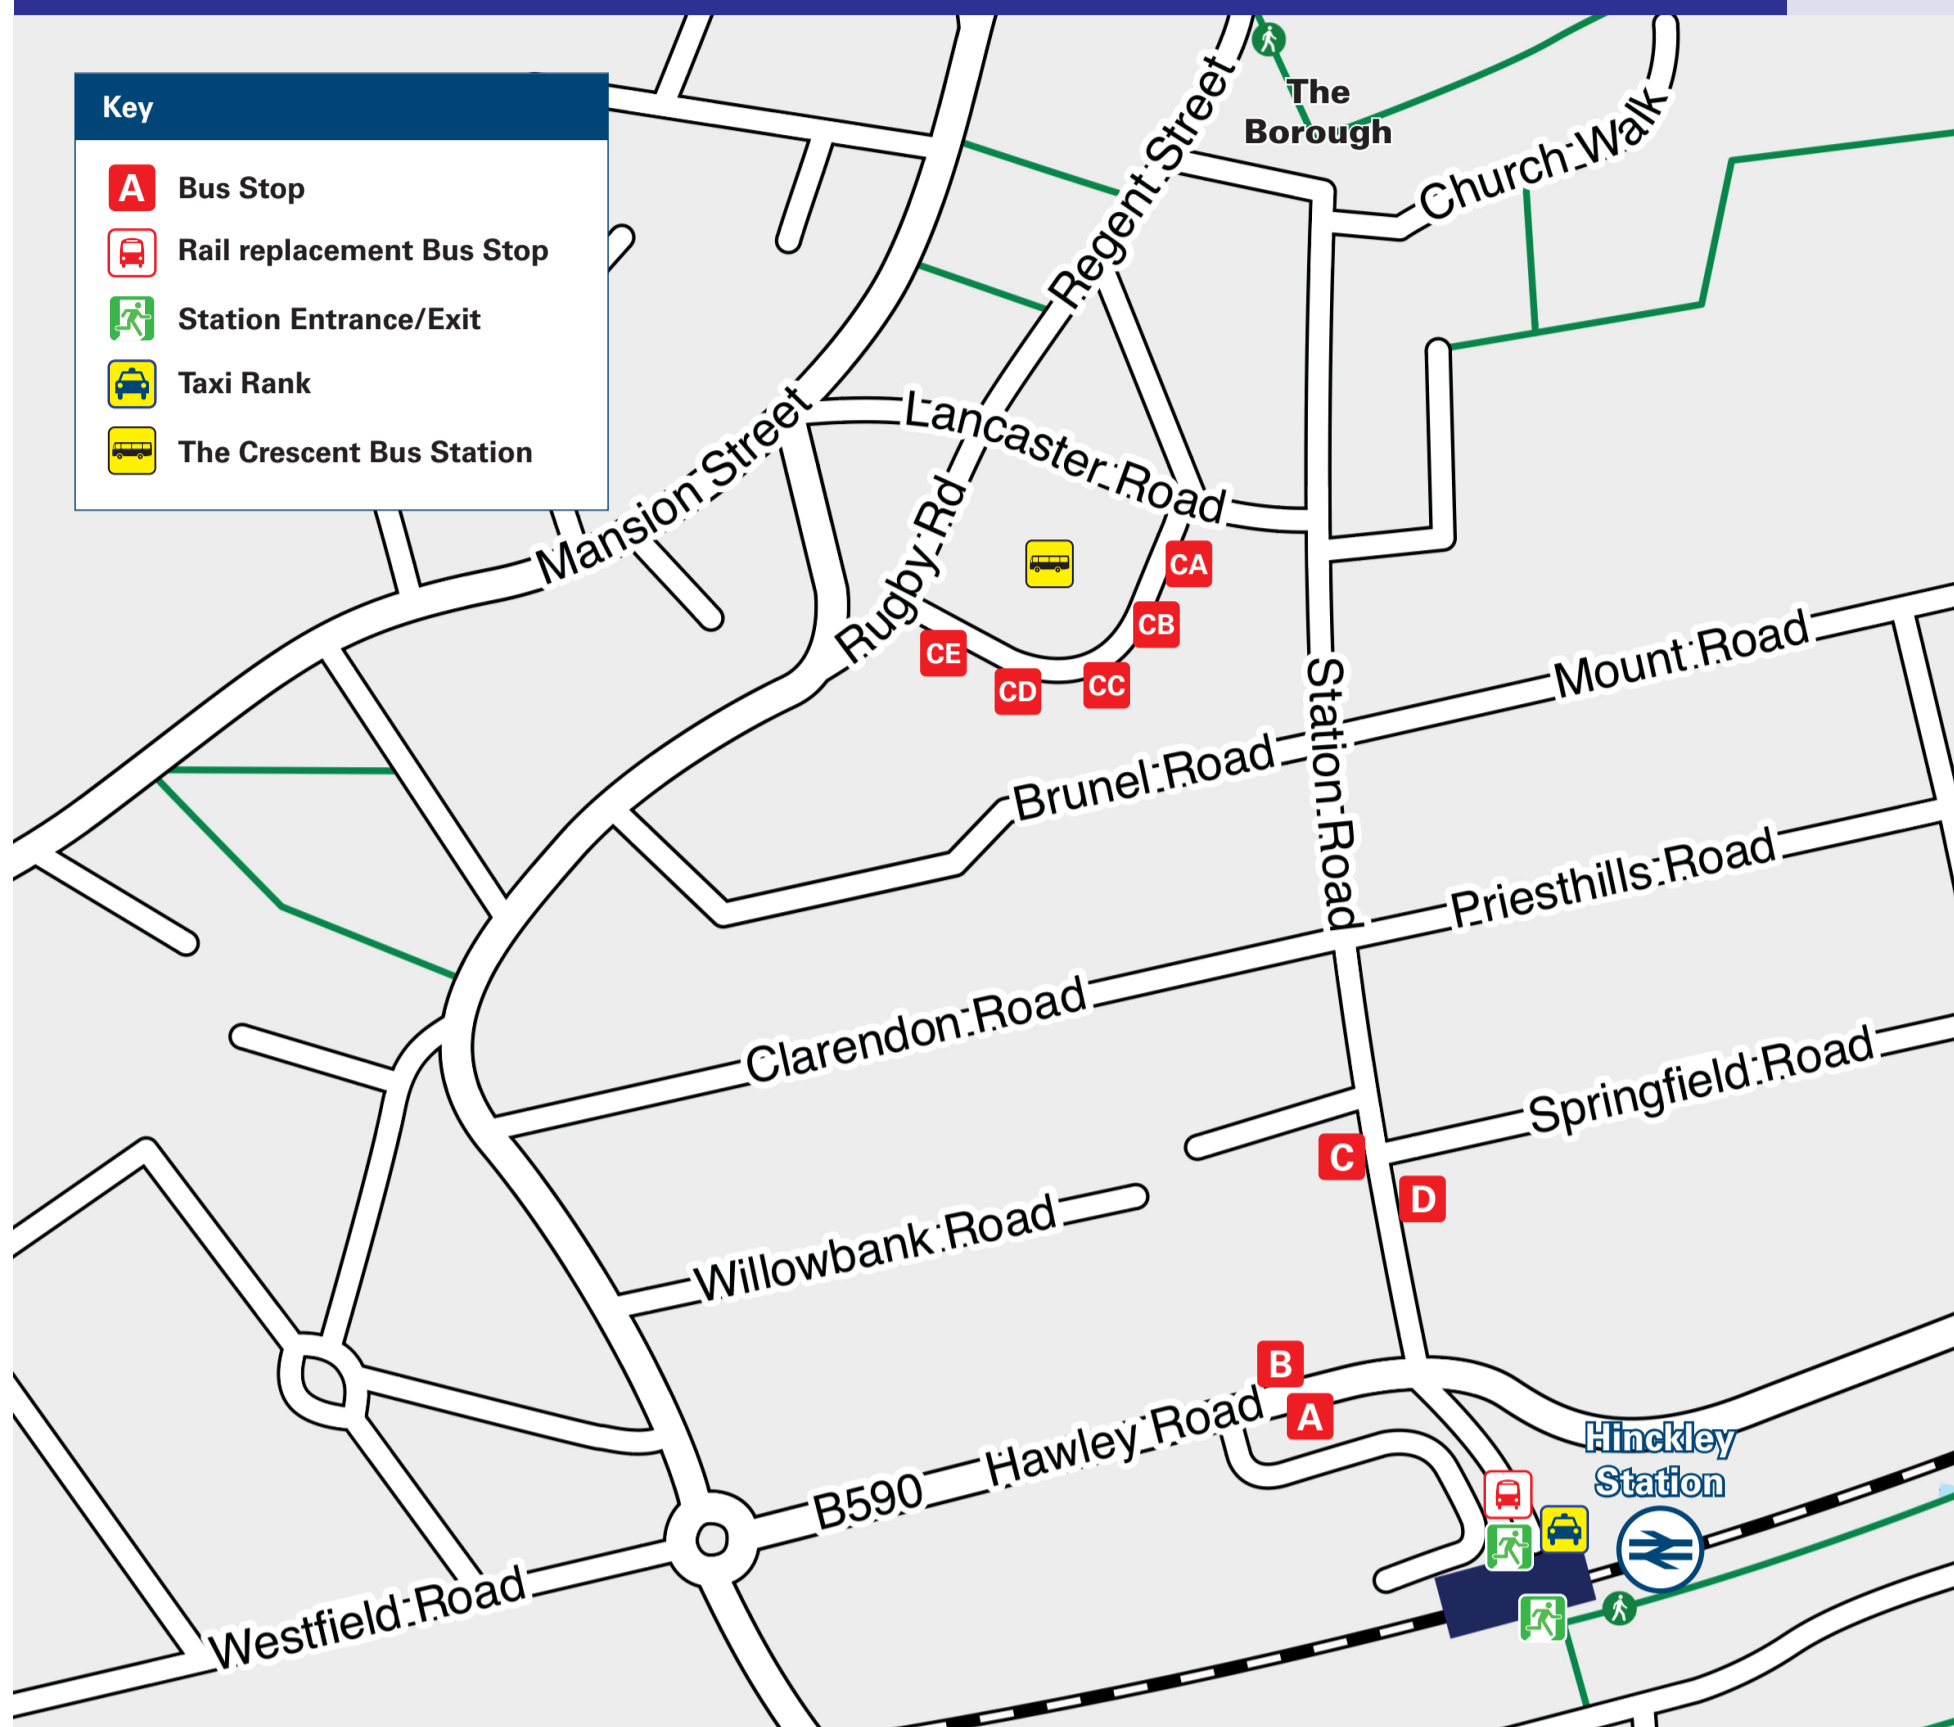 Key
A
Bus Stop
Rail replacement Bus Stop
Station Entrance/Exit
Taxi Rank
The Crescent Bus Station
The
Borough
Regent Street
Church Walk
Mansion Street
Lancaster Road
Rugby Rd
CA
CB
CE
CD
CC
Station Road
Mount Road
Brunel Road
Priesthills Road
Clarendon Road
Springfield Road
C
D
Willowbank Road
B
A
Hawley Road
B590
Hinckley
Station
Westfield Road